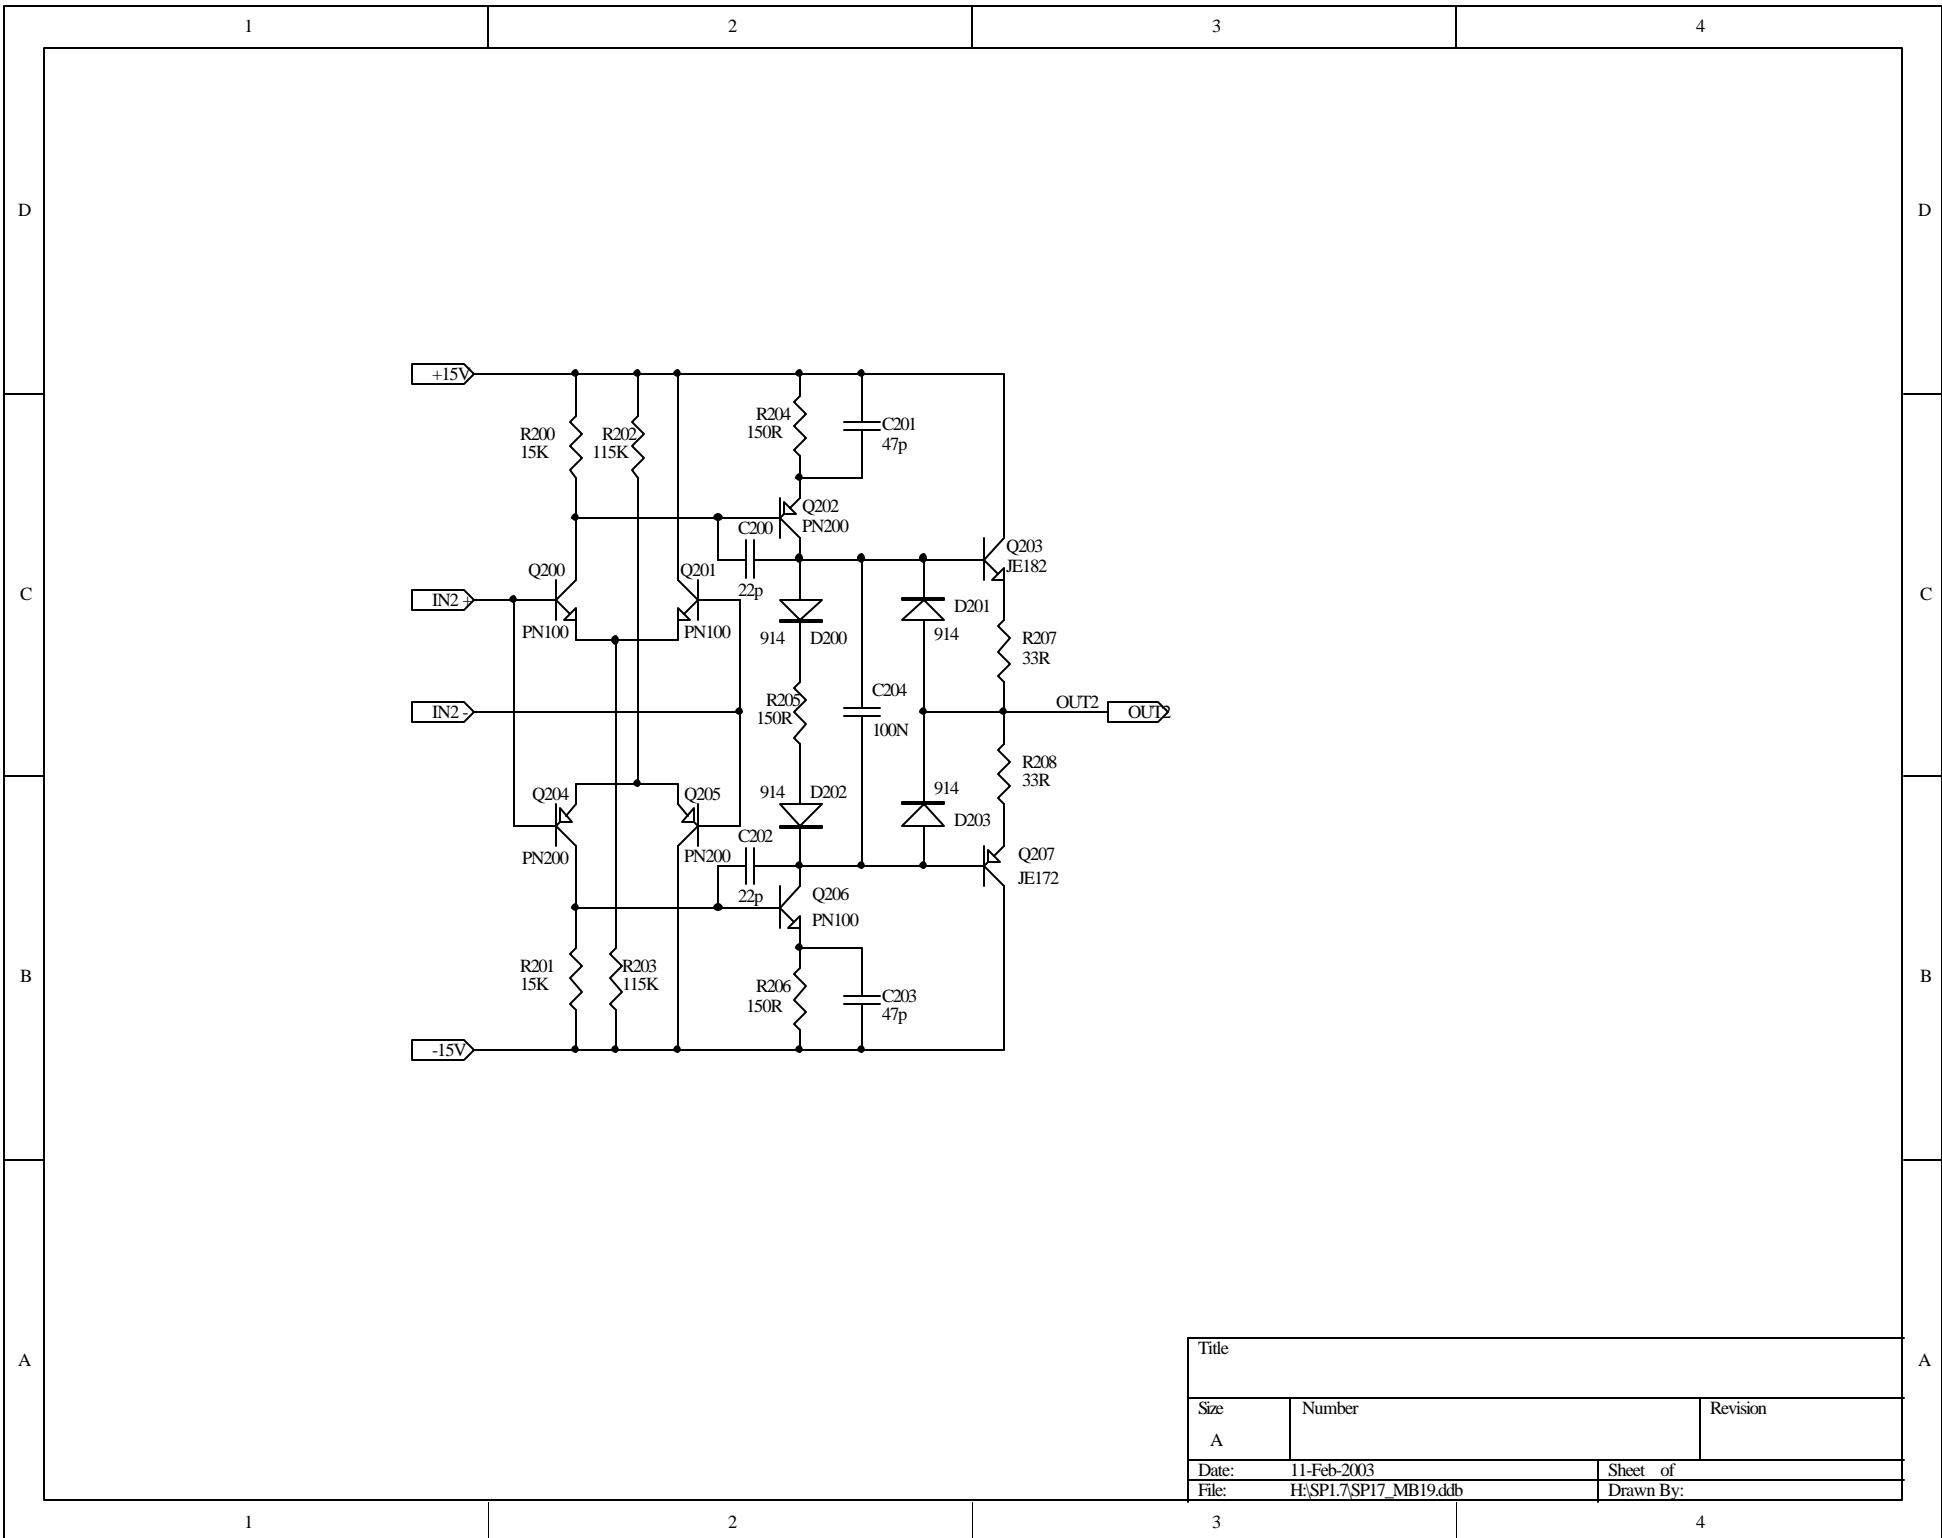 1 2 3 4
D D
+15V
R204
150R
C201
47p
R200
15K
R202
115K
Q202
PN200
C200
22p
Q203
JE182
Q200
PN100
Q201
PN100
C C
IN2 +
D201
914
914 D200
R207
33R
C204
100N
R205
150R
IN2 -
OUT2
OUT2
R208
33R
Q204
PN200
Q205
PN200
914 D202
914
D203
C202
22p
Q207
JE172
Q206
PN100
R201
15K
R203
115K
R206
150R
C203
47p
B B
-15V
A A
Title
Size
A
Number
Revision
Date: 11-Feb-2003
Sheet of
File: H:\SP1.7\SP17_MB19.ddb
Drawn By:
1 2 3 4